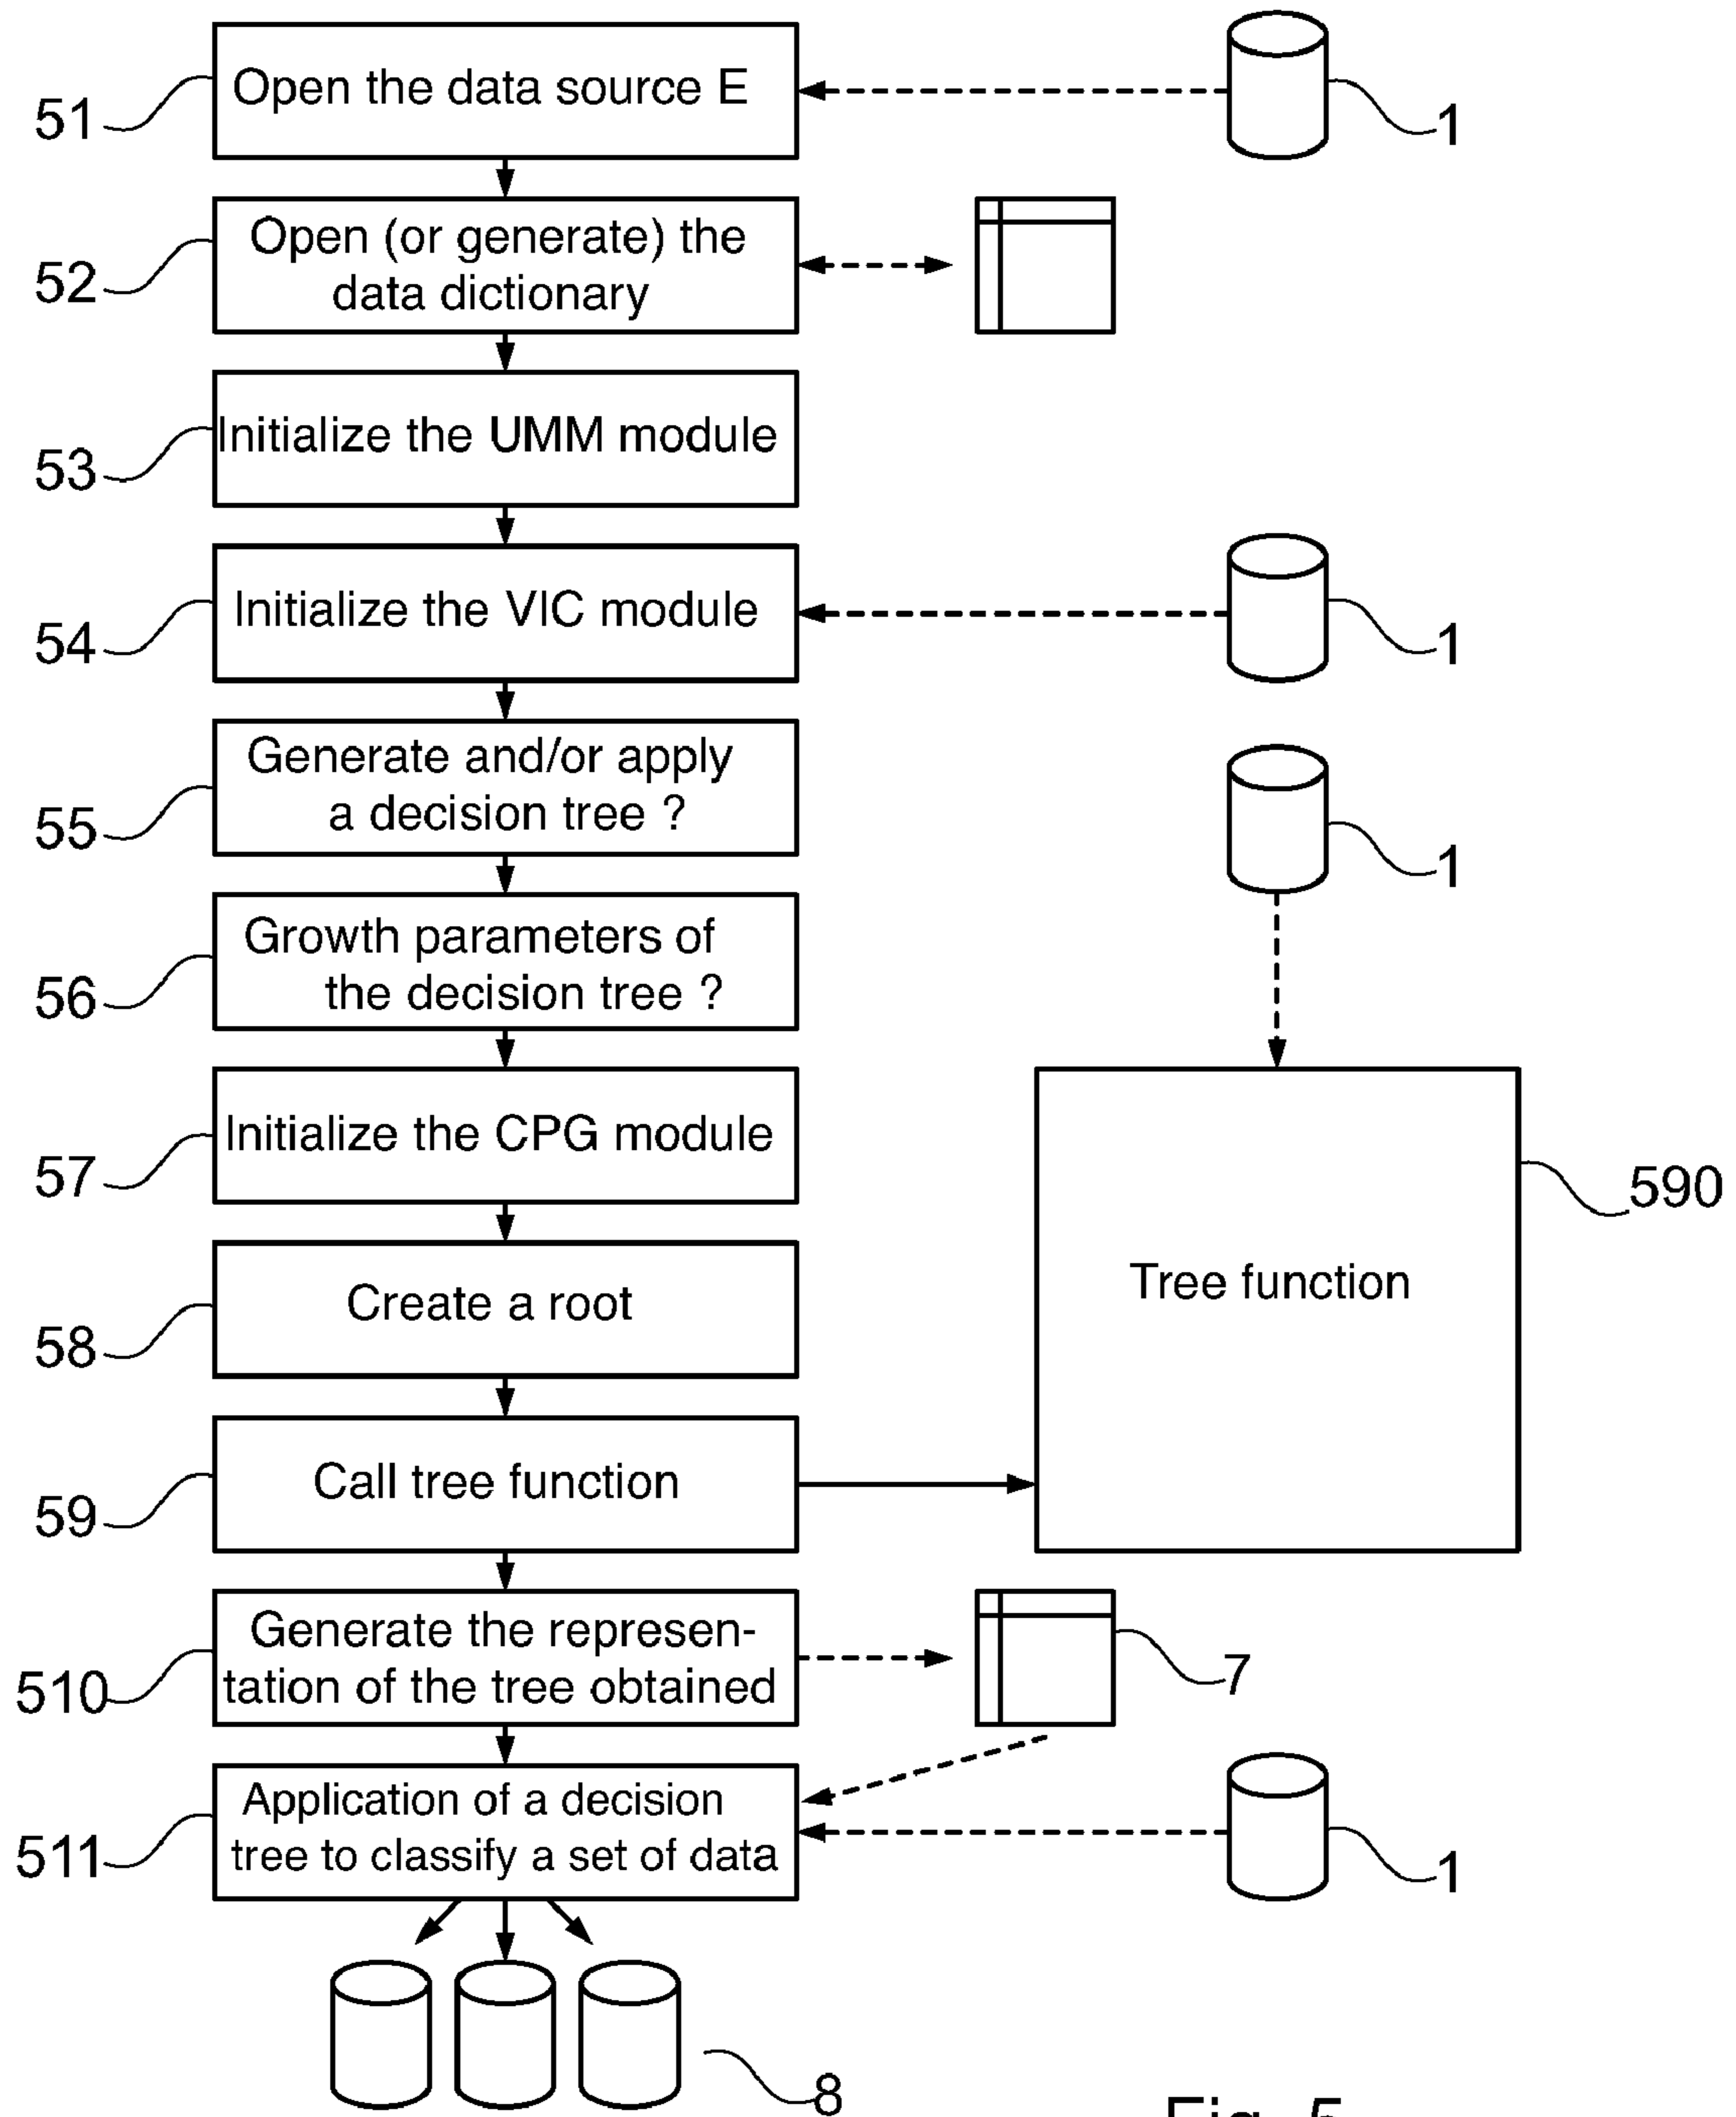 Open the data source E
51
1
Open (or generate) the
data dictionary
52
Initialize the UMM module
53
Initialize the VIC module
54
1
Generate and/or apply
a decision tree ?
55
1
Growth parameters of
the decision tree ?
56
Initialize the CPG module
57
590
Tree function
Create a root
58
Call tree function
59
Generate the represen-
tation of the tree obtained
510
7
Application of a decision
tree to classify a set of data
511
1
8
Fig. 5